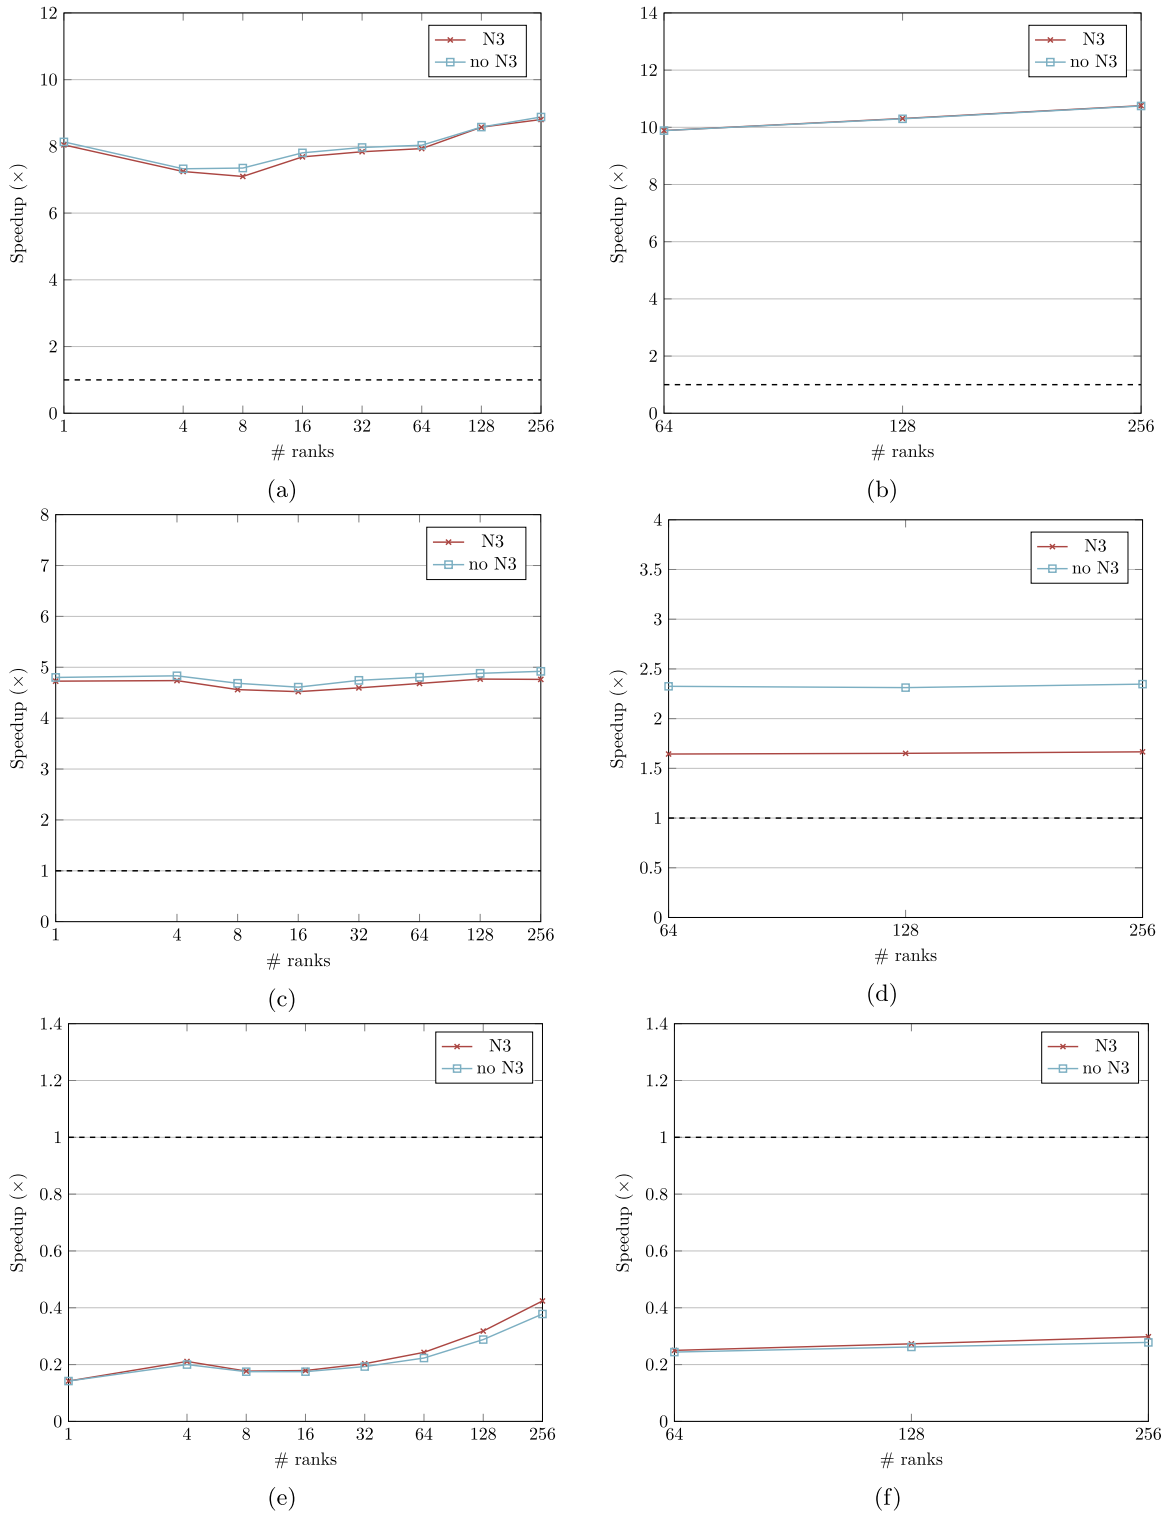 12
10
8
6
4
2
0
Speedup (×)
N3
no N3
1 4 8 16 32 64 128 256
# ranks
(a)
14
12
10
8
6
4
2
0
Speedup (×)
N3
no N3
64 128 256
# ranks
(b)
8
7
6
5
4
3
2
1
0
Speedup (×)
N3
no N3
1 4 8 16 32 64 128 256
# ranks
(c)
4
3.5
3
2.5
2
1.5
1
0.5
0
Speedup (×)
N3
no N3
64 128 256
# ranks
(d)
1.4
1.2
1
0.8
0.6
0.4
0.2
0
Speedup (×)
N3
no N3
1 4 8 16 32 64 128 256
# ranks
(e)
1.4
1.2
1
0.8
0.6
0.4
0.2
0
Speedup (×)
N3
no N3
64 128 256
# ranks
(f)